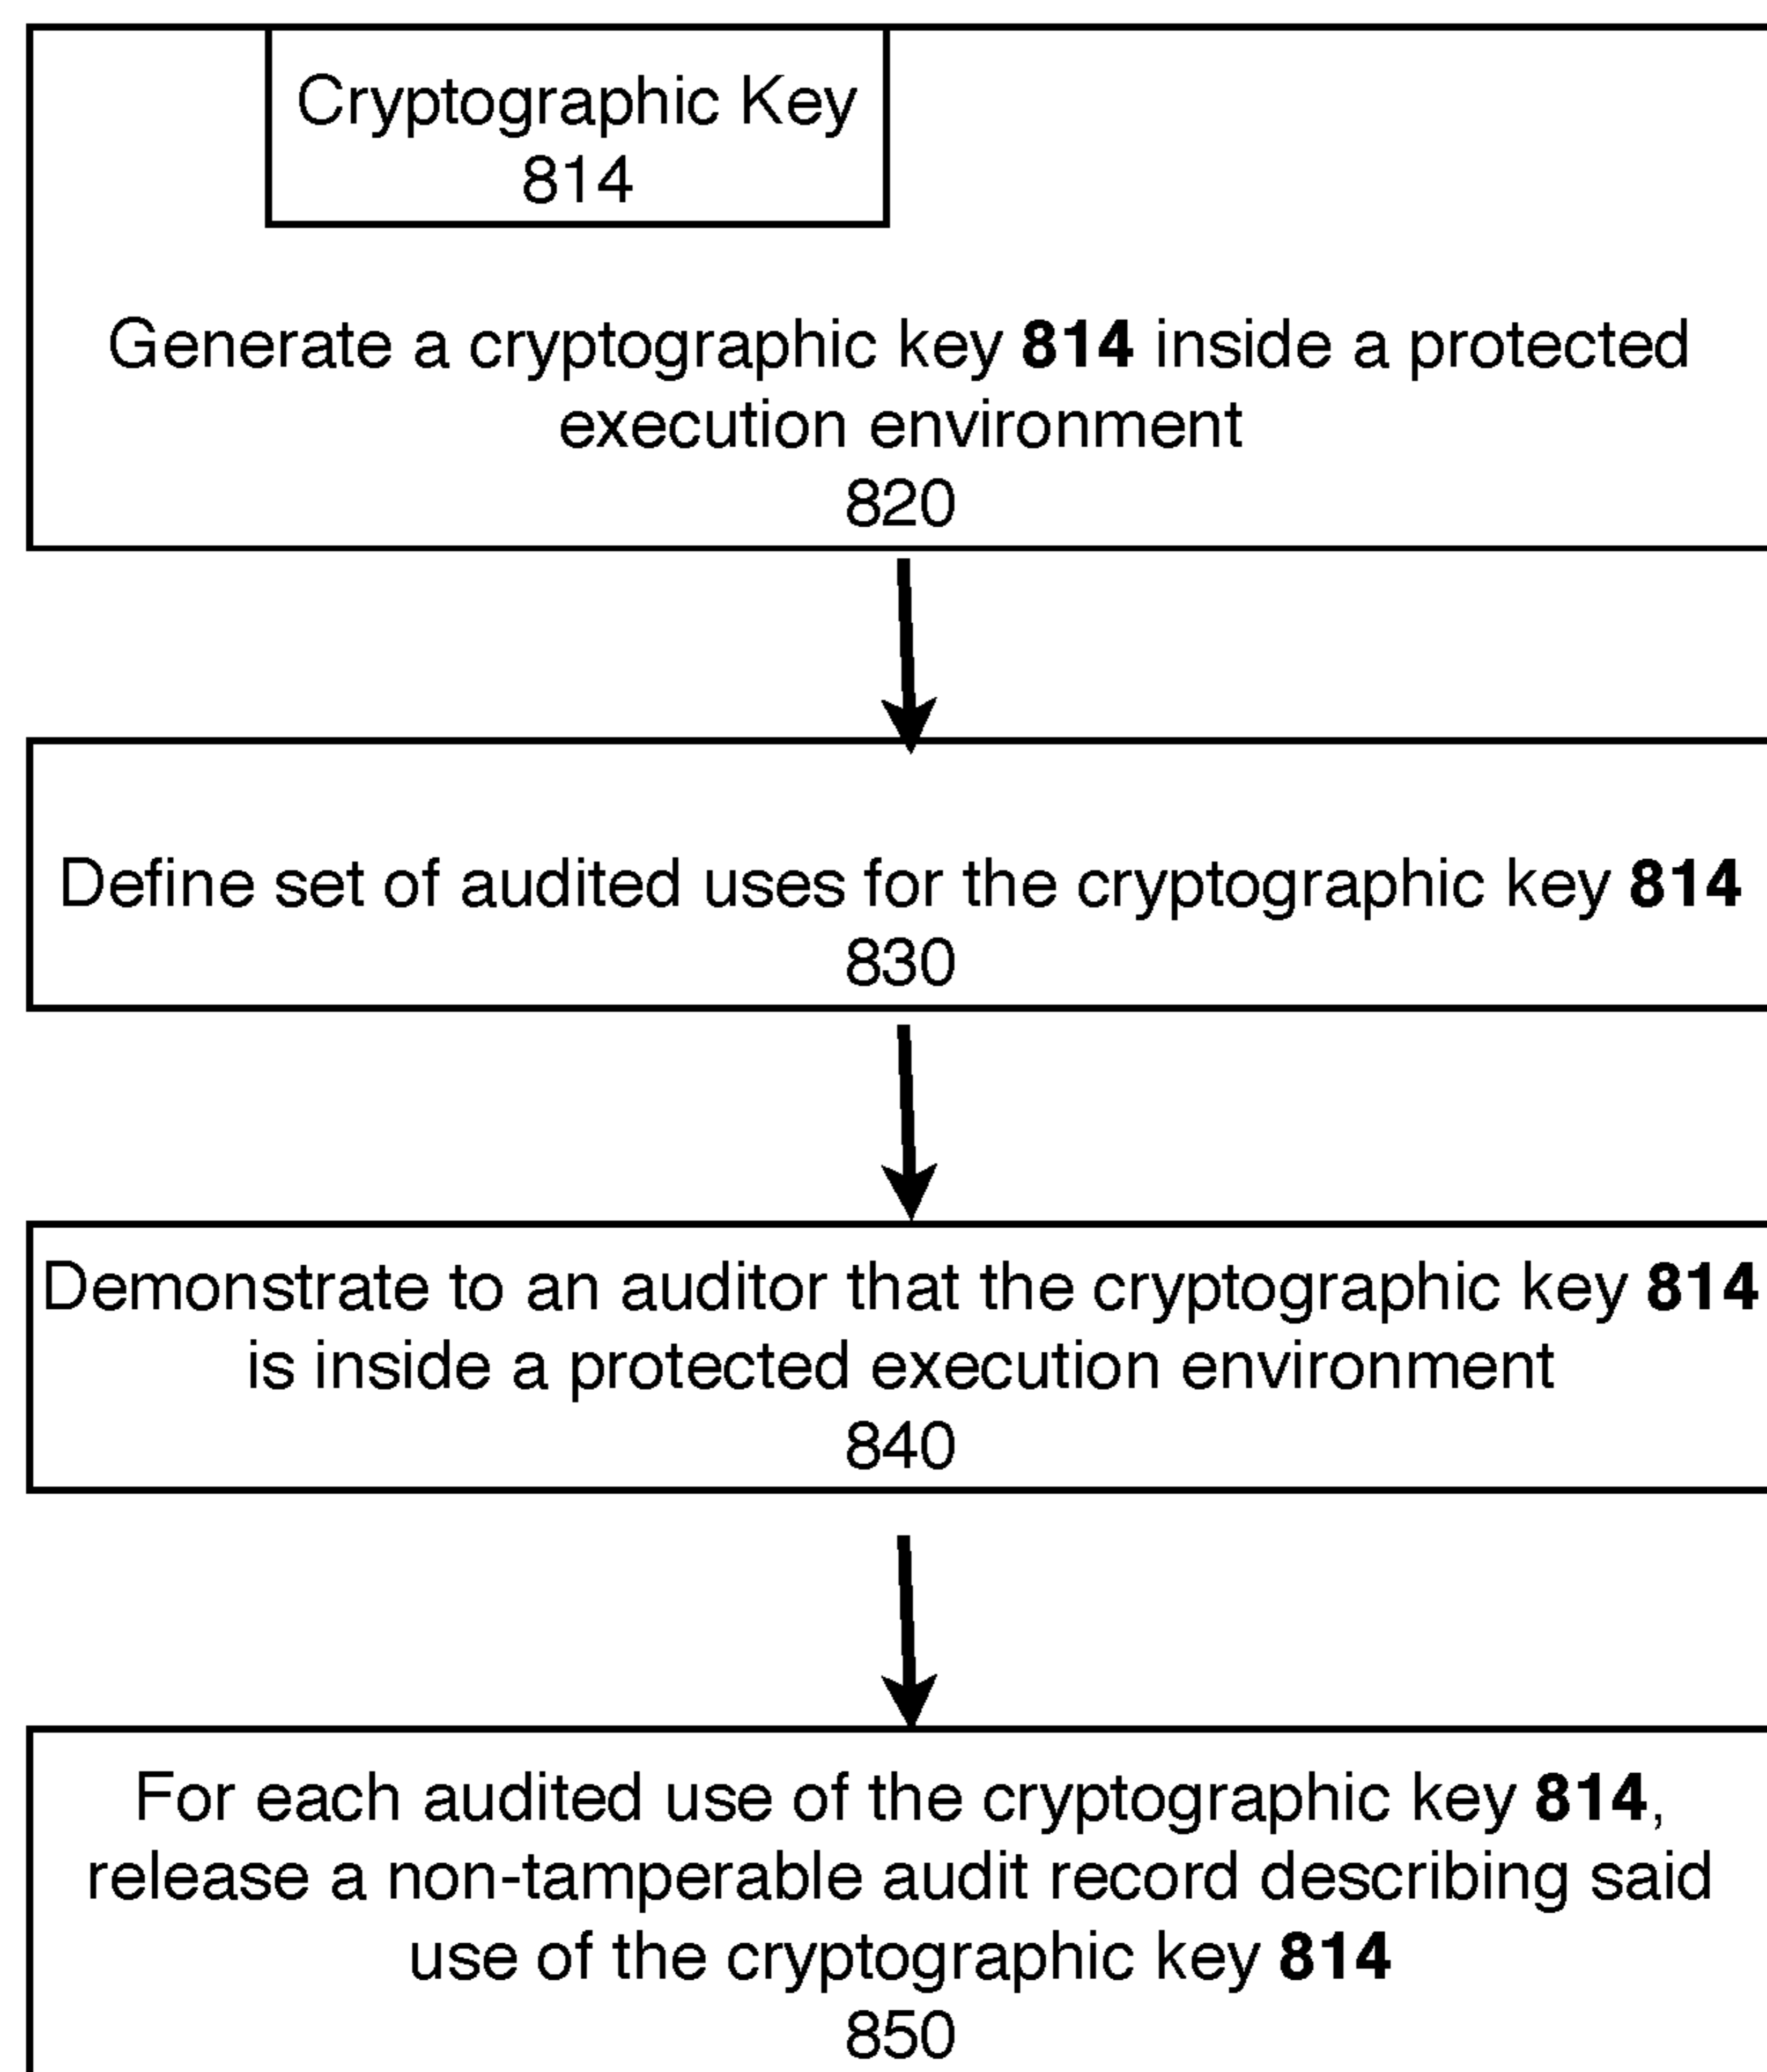 Cryptographic Key
814
Generate a cryptographic key 814 inside a protected
execution environment
820
Define set of audited uses for the cryptographic key 814
830
Demonstrate to an auditor that the cryptographic key 814
is inside a protected execution environment
840
For each audited use of the cryptographic key 814,
release a non-tamperable audit record describing said
use of the cryptographic key 814
850